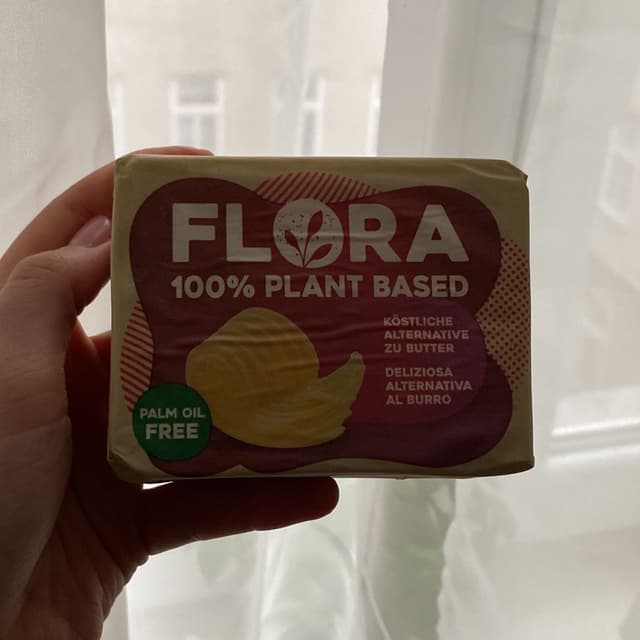 FLORA
100% PLANT BASED
KÖSTLICHE
ALTERNATIVE
ZU BUTTER
DELIZIOSA
ALTERNATIVA
AL BURRO
PALM OIL
FREE